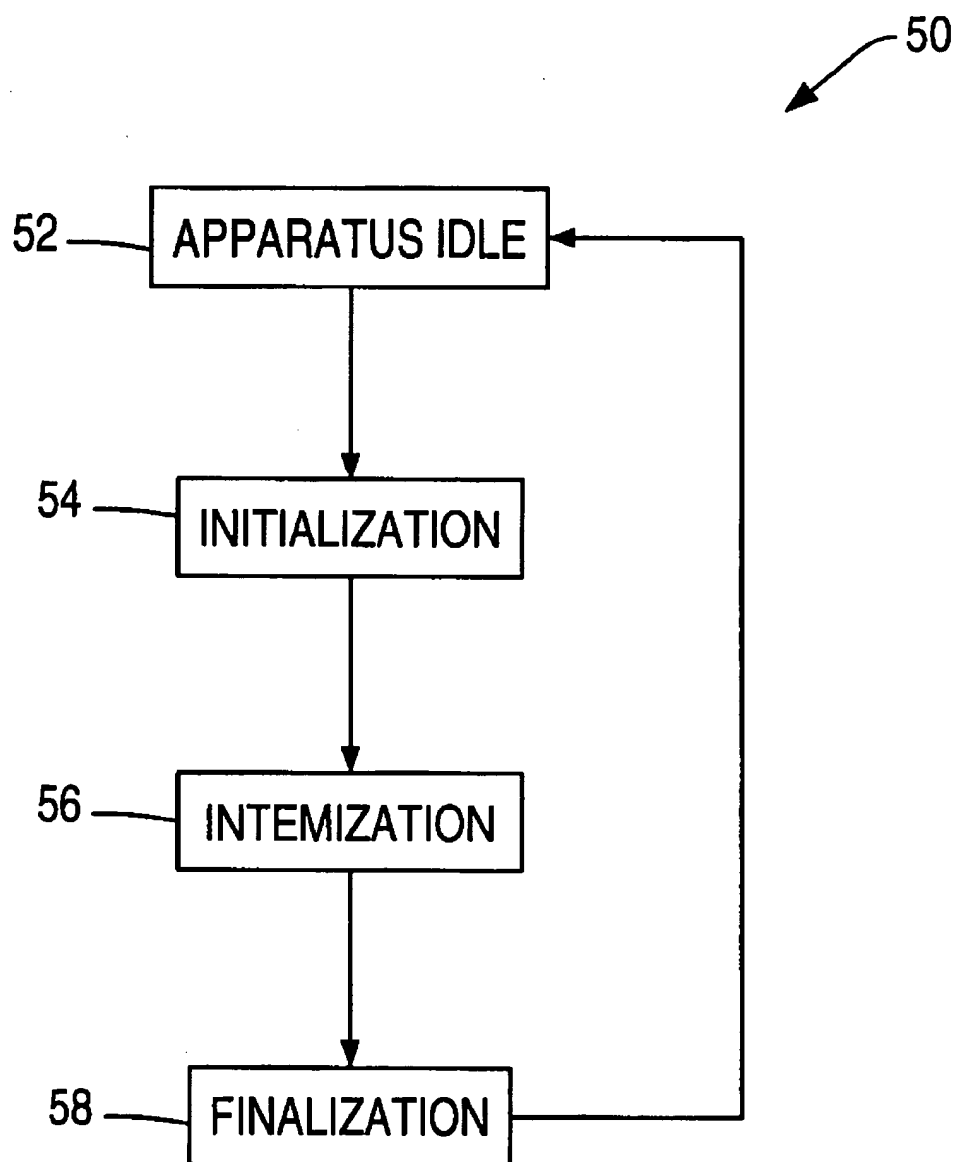 50
52
APPARATUS IDLE
54
INITIALIZATION
56
INTEMIZATION
58
FINALIZATION